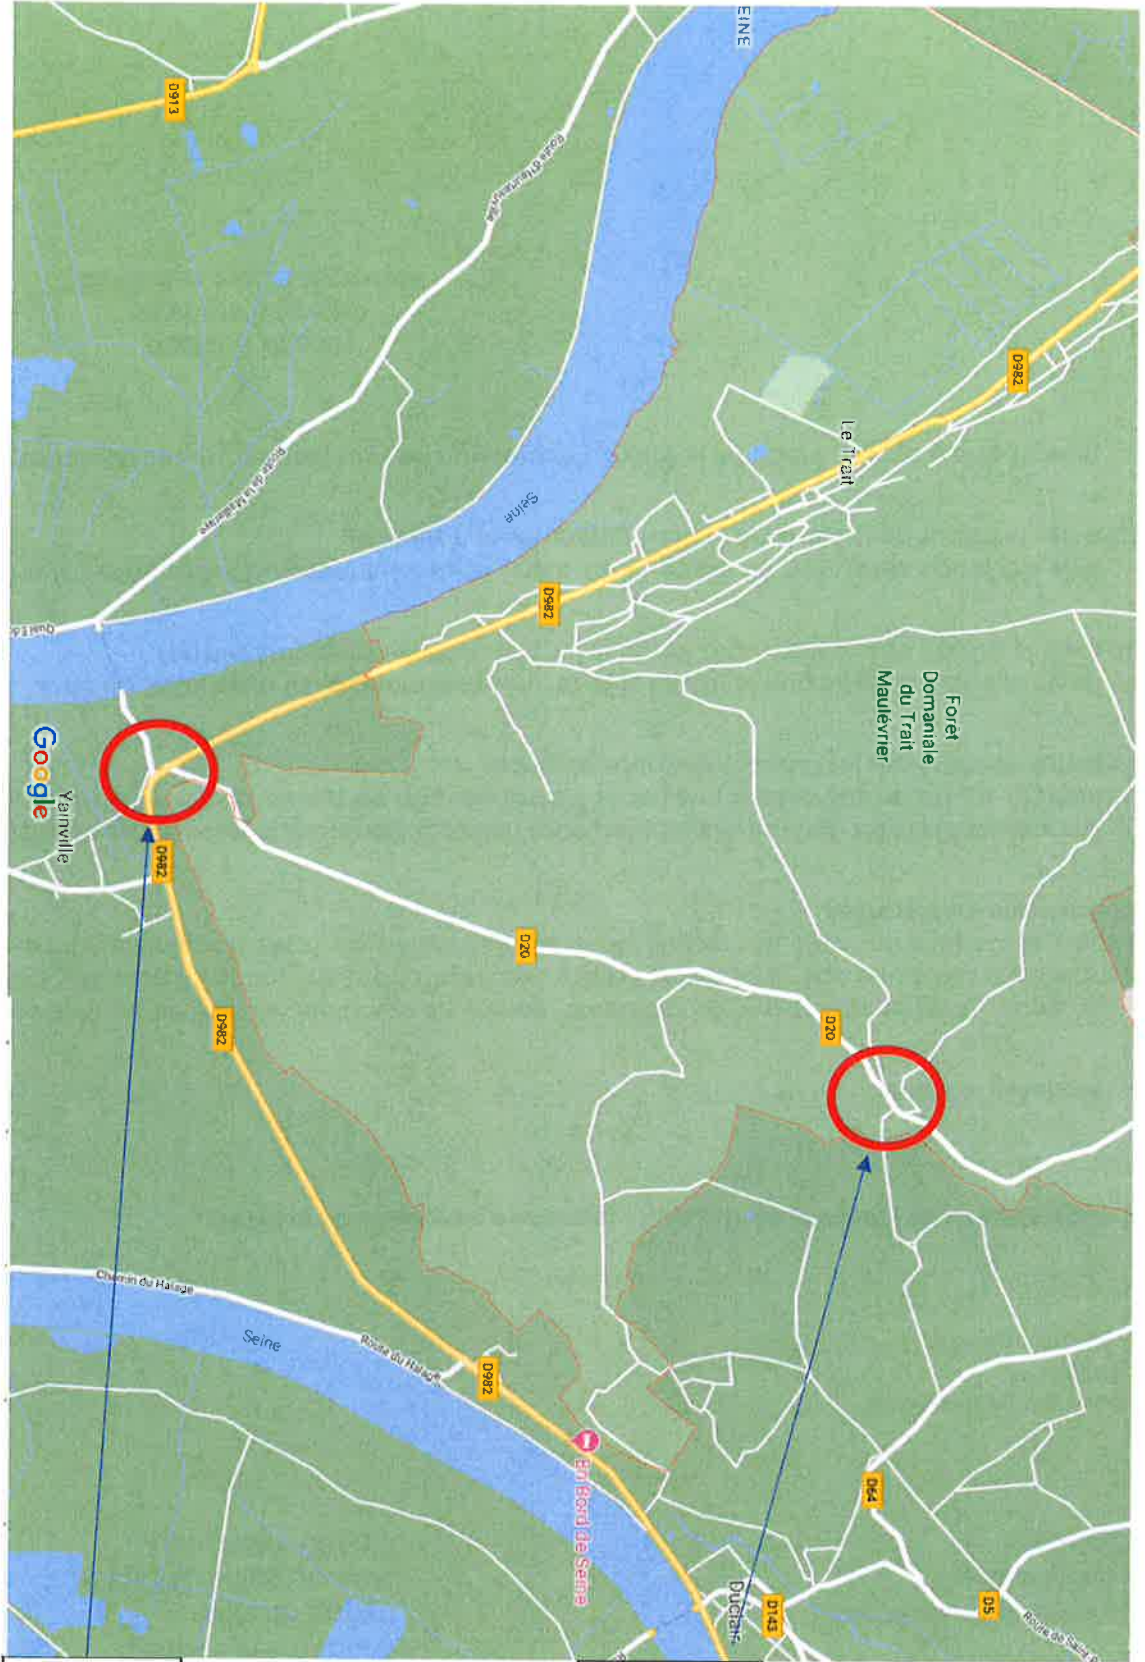 EINE
D913
Route d'Heurteauville
D982
Le Trait
Seine
Route de la Mailleraye
D982
Forêt
Domaniale
du Trait
Maulévrier
Google
Yainville
D982
D20
D982
D20
Chemin du Halage
Seine
Route du Halage
D982
En Bord de Seine
D64
D5
D143
Duclair